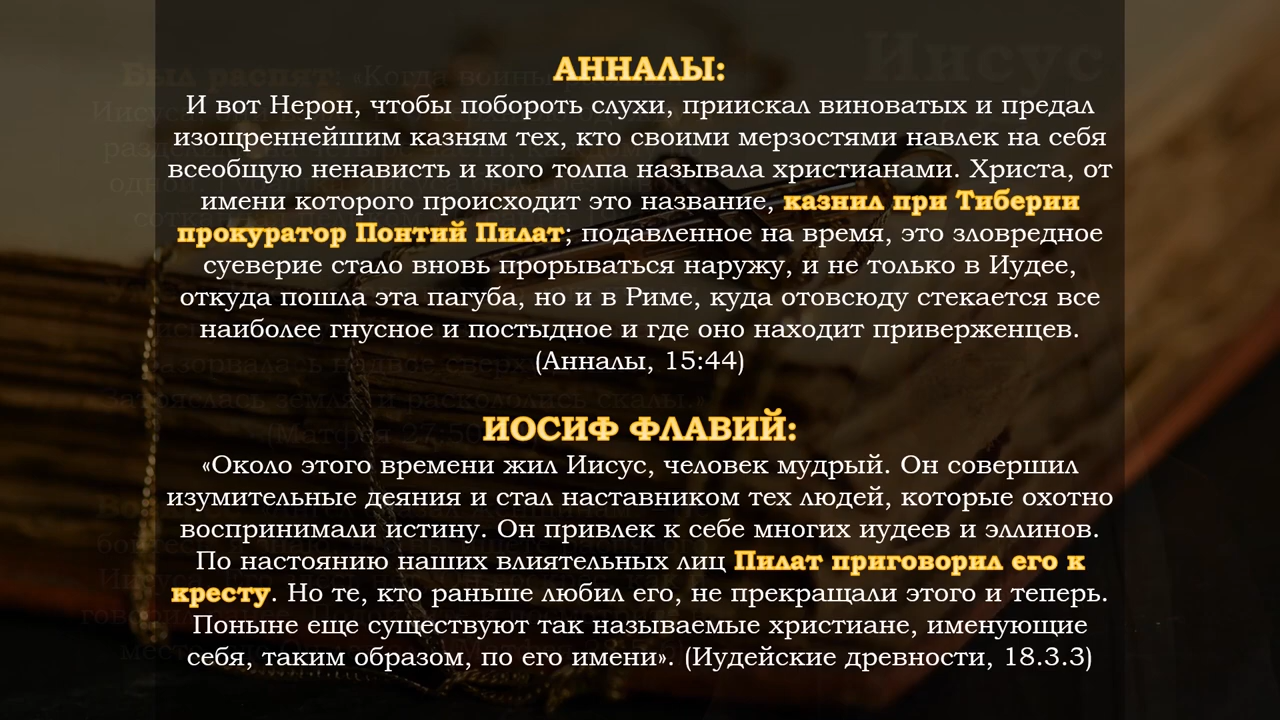 АННАЛЫ:
И вот Нерон, чтобы побороть слухи, приискал виноватых и предал
изощреннейшим казням тех, кто своими мерзостями навлек на себя
всеобщую ненависть и кого толпа называла христианами. Христа, от
имени которого происходит это название, казнил при Тиберии
прокуратор Понтий Пилат; подавленное на время, это зловредное
суеверие стало вновь прорываться наружу, и не только в Иудее,
откуда пошла эта пагуба, но и в Риме, куда отовсюду стекается все
наиболее гнусное и постыдное и где оно находит приверженцев.
(Анналы, 15:44)
ИОСИФ ФЛАВИЙ:
«Около этого времени жил Иисус, человек мудрый. Он совершил
изумительные деяния и стал наставником тех людей, которые охотно
воспринимали истину. Он привлек к себе многих иудеев и эллинов.
По настоянию наших влиятельных лиц Пилат приговорил его к
кресту. Но те, кто раньше любил его, не прекращали этого и теперь.
Поныне еще существуют так называемые христиане, именующие
себя, таким образом, по его имени». (Иудейские древности, 18.3.3)
Иисус
Был распят. «Когда воины